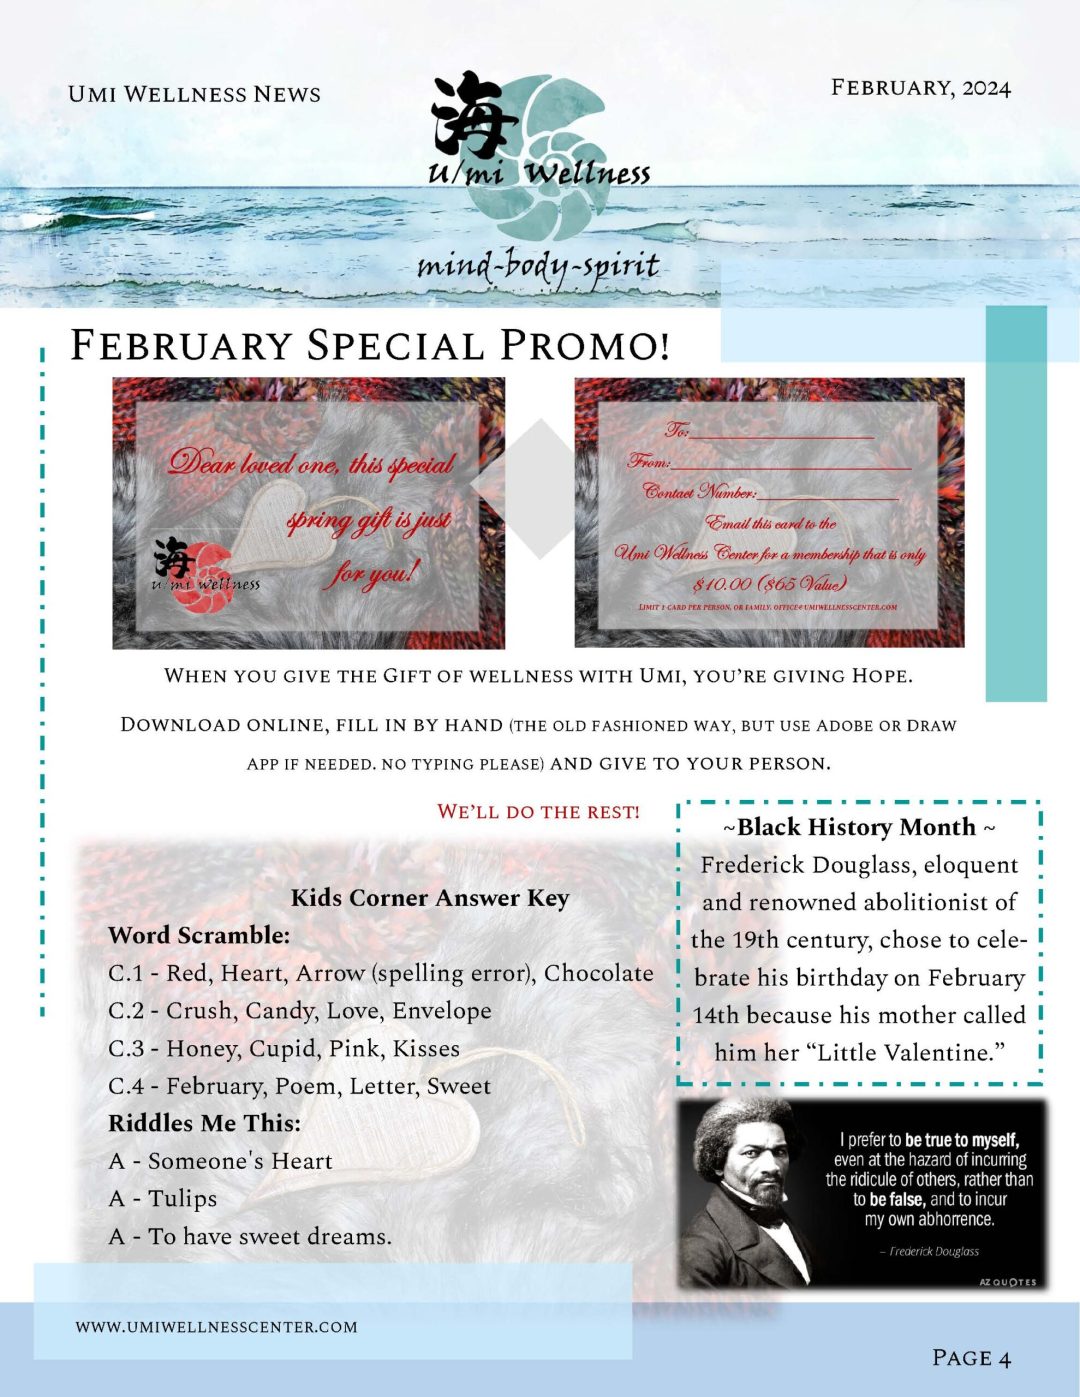 Umi Wellness News
February, 2024
海
U/mi Wellness
mind-body-spirit
February Special Promo!
Dear loved one, this special
spring gift is just
for you!
海
U/mi Wellness
To:
From:
Contact Number:
Email this card to the
Umi Wellness Center for a membership that is only
$10.00 ($65 Value)
Limit 1 card per person, or family. office@umiwellnesscenter.com
When you give the Gift of wellness with Umi, you're giving Hope.
Download online, fill in by hand (the old fashioned way, but use Adobe or Draw
App if needed. no typing please) and give to your person.
We'll do the rest!
Kids Corner Answer Key
Word Scramble:
C.1 - Red, Heart, Arrow (spelling error), Chocolate
C.2 - Crush, Candy, Love, Envelope
C.3 - Honey, Cupid, Pink, Kisses
C.4 - February, Poem, Letter, Sweet
Riddles Me This:
A - Someone's Heart
A - Tulips
A - To have sweet dreams.
~Black History Month ~
Frederick Douglass, eloquent
and renowned abolitionist of
the 19th century, chose to cele-
brate his birthday on February
14th because his mother called
him her “Little Valentine.”
I prefer to be true to myself,
even at the hazard of incurring
the ridicule of others, rather than
to be false, and to incur
my own abhorrence.
– Frederick Douglass
AZ QUOTES
www.umiwellnesscenter.com
Page 4